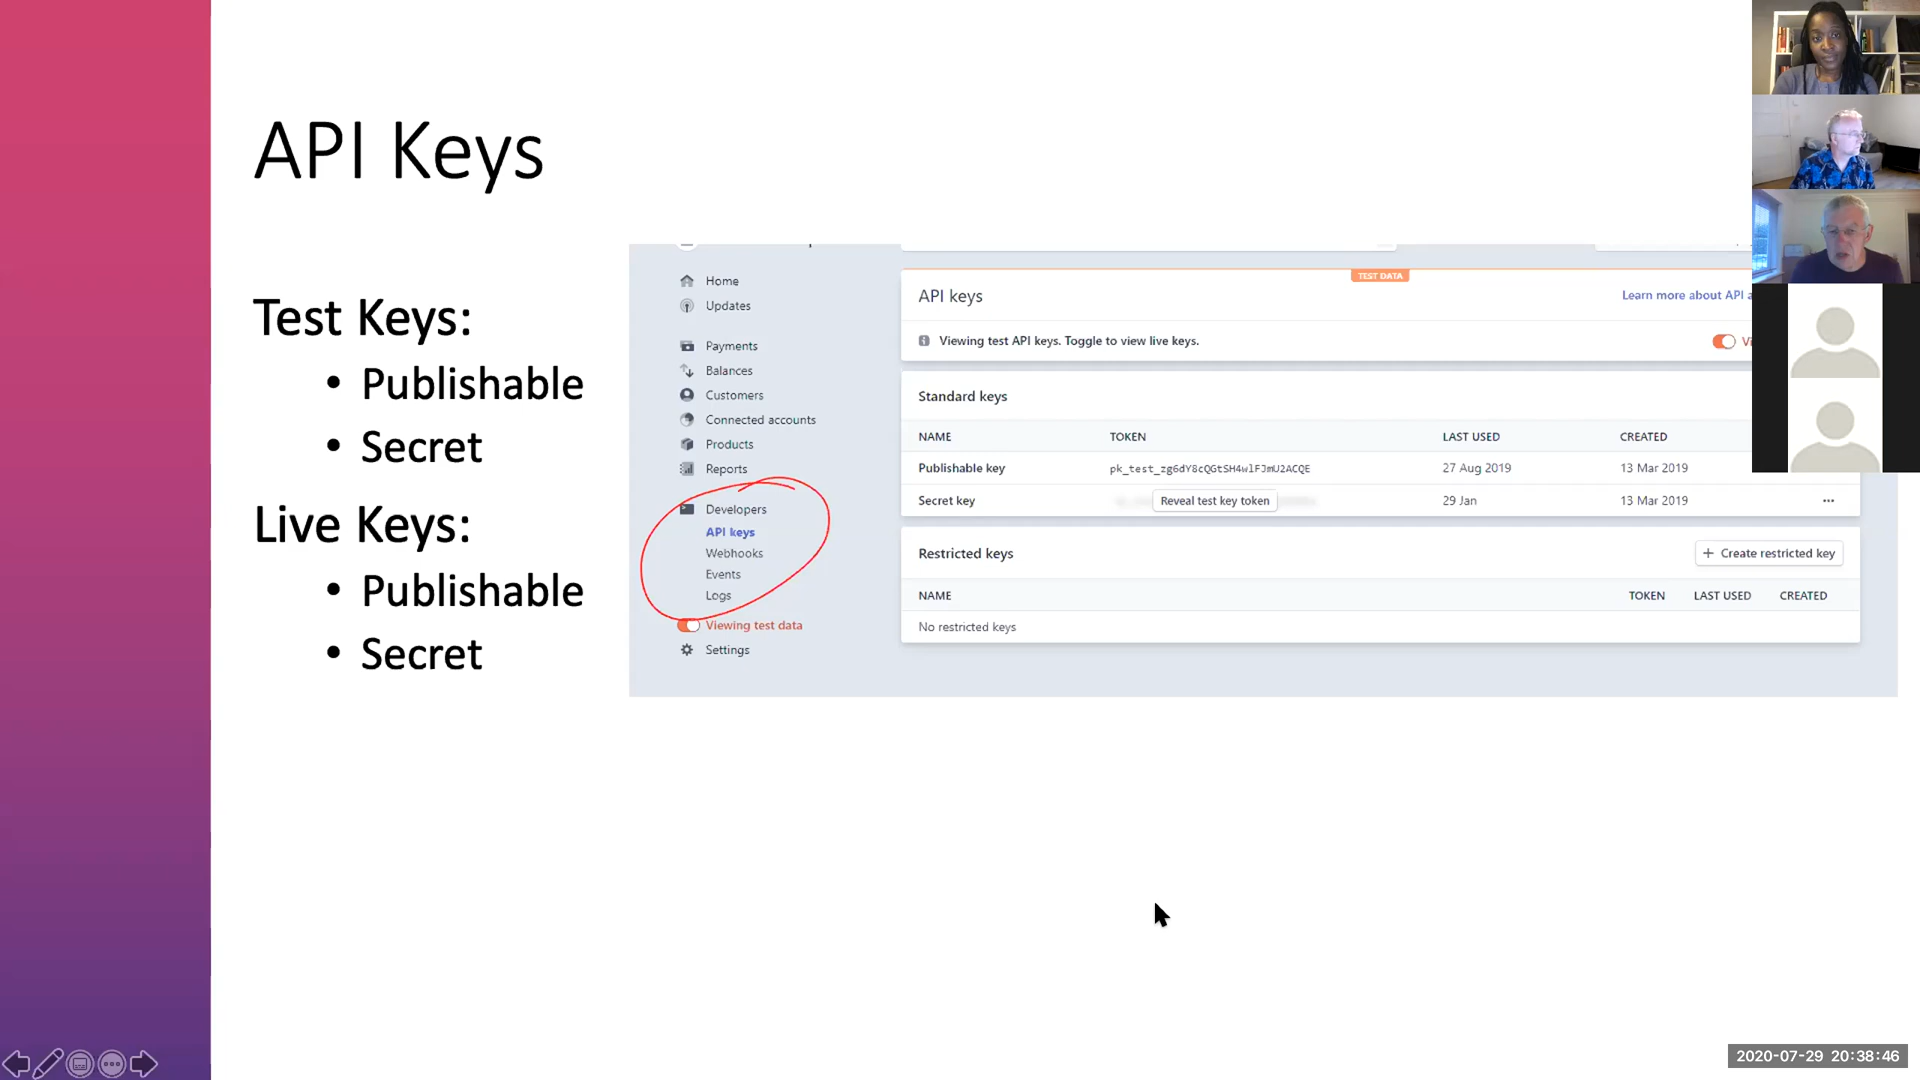 API Keys
Test Keys:
• Publishable
• Secret
Live Keys:
• Publishable
• Secret
Home
Updates
Payments
Balances
Customers
Connected accounts
Products
Reports
Developers
API keys
Webhooks
Events
Logs
Viewing test data
Settings
TEST DATA
API keys
Learn more about API
Viewing test API keys. Toggle to view live keys.
Standard keys
NAME TOKEN LAST USED CREATED
Publishable key pk_test_zg6dY8cQGtSH4wlFJmU2ACQE 27 Aug 2019 13 Mar 2019
Secret key Reveal test key token 29 Jan 13 Mar 2019
Restricted keys
+ Create restricted key
NAME TOKEN LAST USED CREATED
No restricted keys
2020-07-29 20:38:46